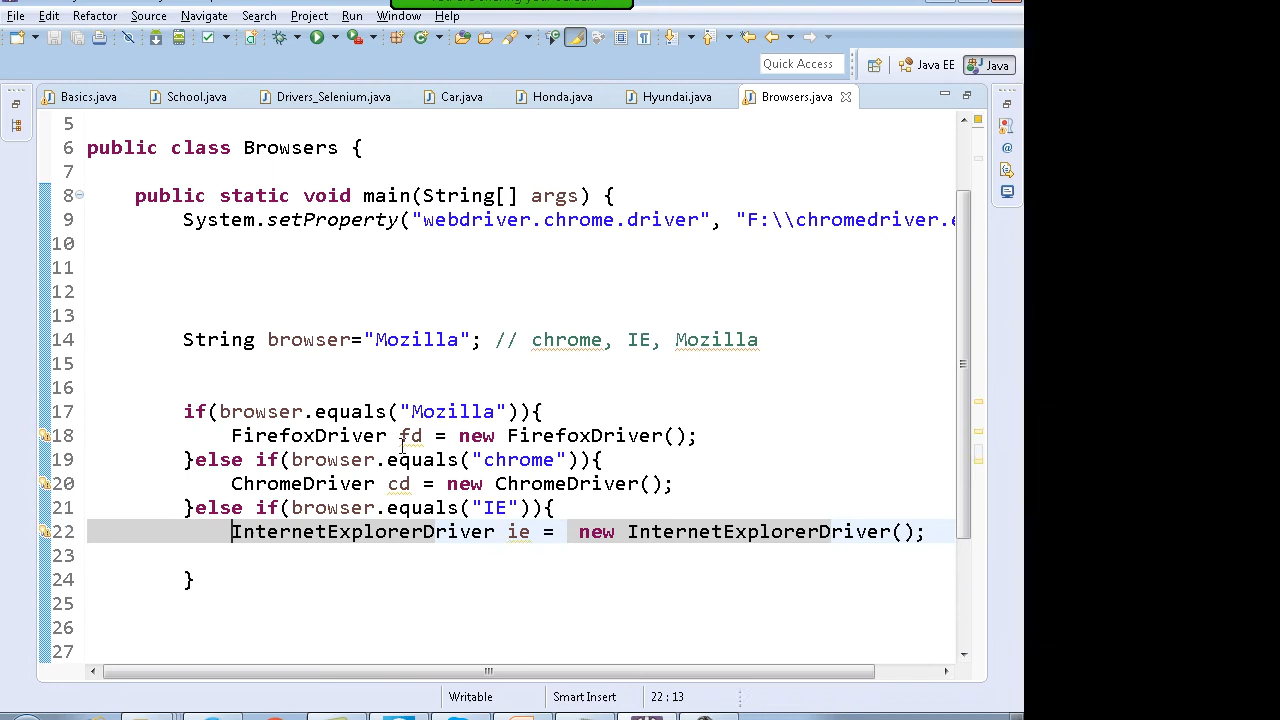 File Edit Refactor Source Navigate Search Project Run Window Help
Quick Access Java EE Java
Basics.java School.java Drivers_Selenium.java Car.java Honda.java Hyundai.java Browsers.java
5
6 public class Browsers {
7
8 public static void main(String[] args) {
9 System.setProperty("webdriver.chrome.driver", "F:\\chromedriver.
10
11
12
13
14 String browser="Mozilla"; // chrome, IE, Mozilla
15
16
17 if(browser.equals("Mozilla")){
18 FirefoxDriver fd = new FirefoxDriver();
19 }else if(browser.equals("chrome")){
20 ChromeDriver cd = new ChromeDriver();
21 }else if(browser.equals("IE")){
22 InternetExplorerDriver ie = new InternetExplorerDriver();
23
24 }
25
26
27
Writable Smart Insert 22 : 13